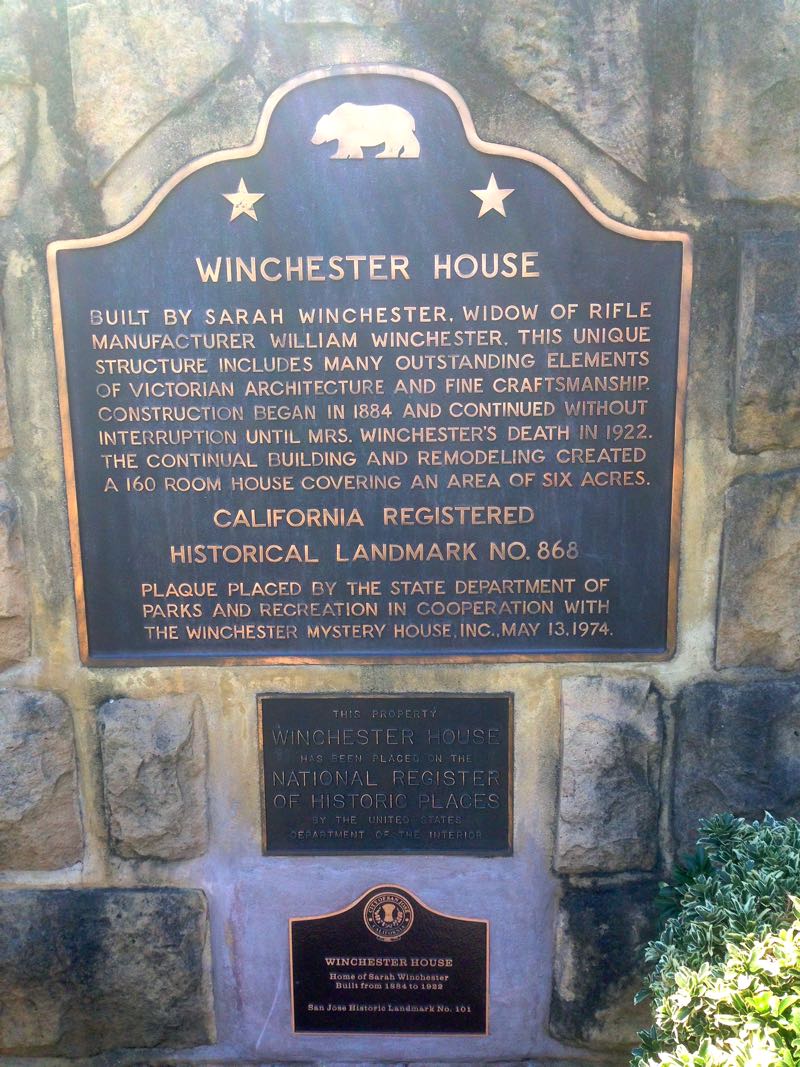 WINCHESTER HOUSE
BUILT BY SARAH WINCHESTER, WIDOW OF RIFLE
MANUFACTURER WILLIAM WINCHESTER. THIS UNIQUE
STRUCTURE INCLUDES MANY OUTSTANDING ELEMENTS
OF VICTORIAN ARCHITECTURE AND FINE CRAFTSMANSHIP.
CONSTRUCTION BEGAN IN 1884 AND CONTINUED WITHOUT
INTERRUPTION UNTIL MRS. WINCHESTER'S DEATH IN 1922.
THE CONTINUAL BUILDING AND REMODELING CREATED
A 160 ROOM HOUSE COVERING AN AREA OF SIX ACRES.
CALIFORNIA REGISTERED
HISTORICAL LANDMARK NO. 868
PLAQUE PLACED BY THE STATE DEPARTMENT OF
PARKS AND RECREATION IN COOPERATION WITH
THE WINCHESTER MYSTERY HOUSE, INC., MAY 13, 1974.
THIS PROPERTY
WINCHESTER HOUSE
HAS BEEN PLACED ON THE
NATIONAL REGISTER
OF HISTORIC PLACES
BY THE UNITED STATES
DEPARTMENT OF THE INTERIOR
CITY OF SAN JOSE
CALIFORNIA
WINCHESTER HOUSE
Home of Sarah Winchester
Built from 1884 to 1922
San Jose Historic Landmark No. 101